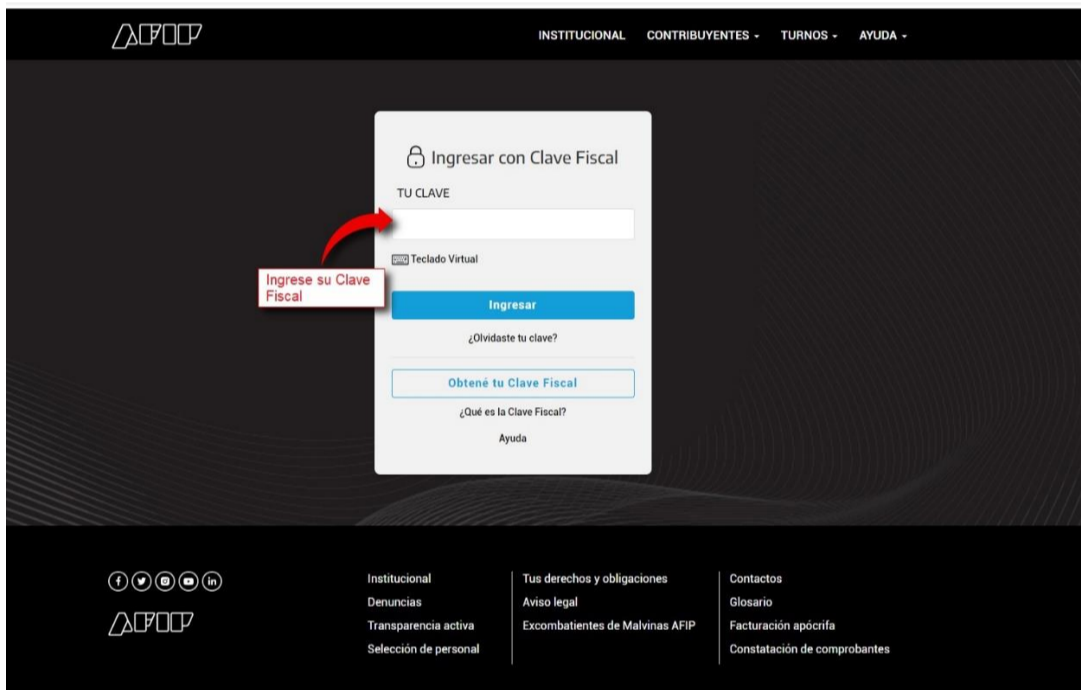 AFIP
INSTITUCIONAL CONTRIBUYENTES TURNOS AYUDA
Ingresar con Clave Fiscal
TU CLAVE
Teclado Virtual
Ingrese su Clave
Fiscal
Ingresar
¿Olvidaste tu clave?
Obtené tu Clave Fiscal
¿Qué es la Clave Fiscal?
Ayuda
AFIP
Institucional
Denuncias
Transparencia activa
Selección de personal
Tus derechos y obligaciones
Aviso legal
Excombatientes de Malvinas AFIP
Contactos
Glosario
Facturación apócrifa
Constatación de comprobantes